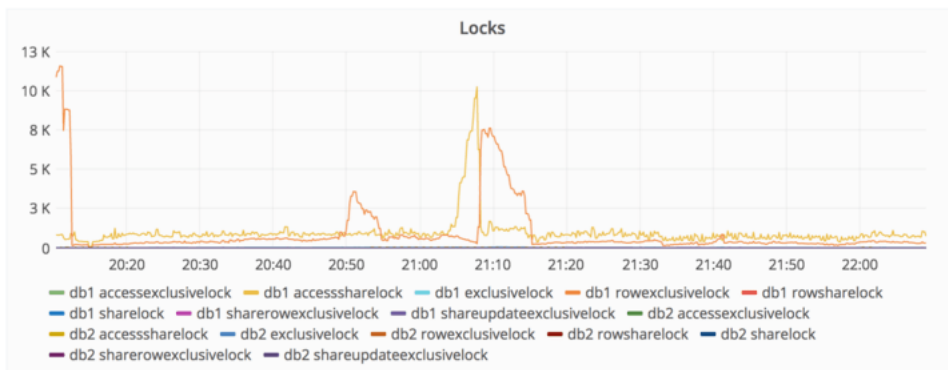 Locks
13 K
10 K
8 K
5 K
3 K
0
20:20 20:30 20:40 20:50 21:00 21:10 21:20 21:30 21:40 21:50 22:00
db1 accessexclusivelock db1 accesssharelock db1 exclusivelock db1 rowexclusivelock db1 rowsharelock
db1 sharelock db1 sharerowexclusivelock db1 shareupdateexclusivelock db2 accessexclusivelock
db2 accesssharelock db2 exclusivelock db2 rowexclusivelock db2 rowsharelock db2 sharelock
db2 sharerowexclusivelock db2 shareupdateexclusivelock